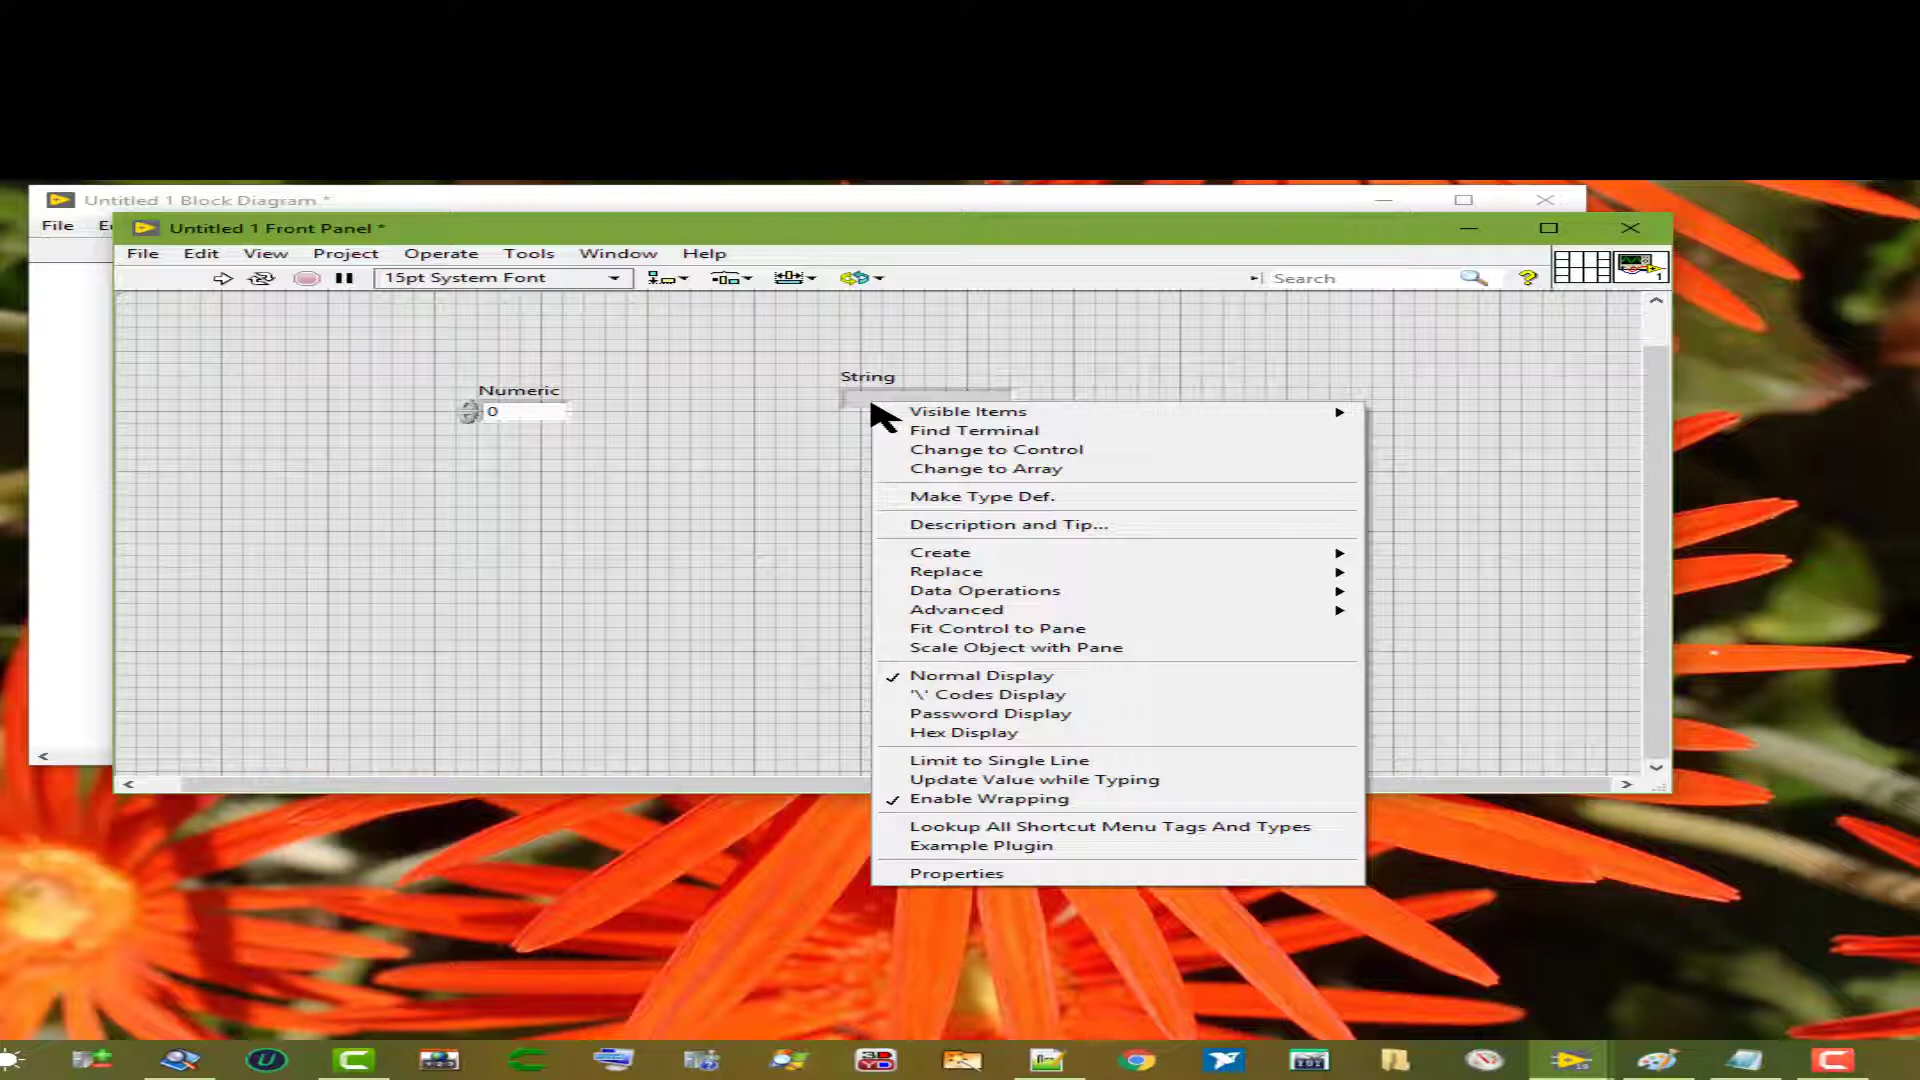 Untitled 1 Block Diagram *
File
Untitled 1 Front Panel *
File Edit View Project Operate Tools Window Help
15pt System Font
Search
1
Numeric
0
String
Visible Items
Find Terminal
Change to Control
Change to Array
Make Type Def.
Description and Tip...
Create
Replace
Data Operations
Advanced
Fit Control to Pane
Scale Object with Pane
Normal Display
'\' Codes Display
Password Display
Hex Display
Limit to Single Line
Update Value while Typing
Enable Wrapping
Lookup All Shortcut Menu Tags And Types
Example Plugin
Properties